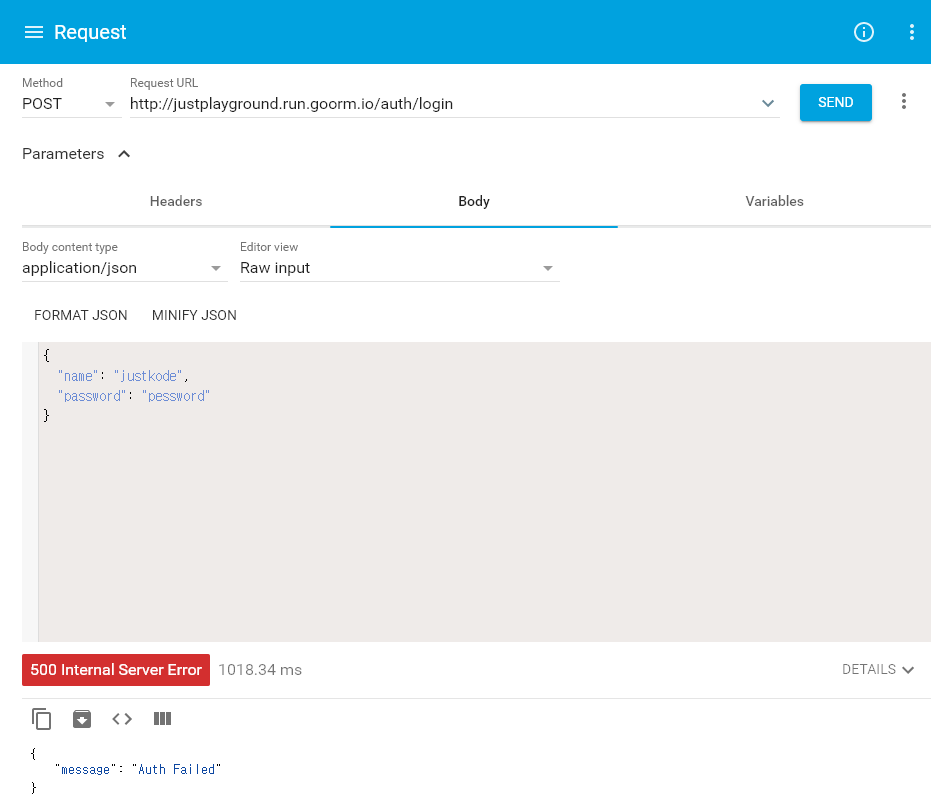 Request
Method
Request URL
POST
http://justplayground.run.goorm.io/auth/login
SEND
Parameters
Headers
Body
Variables
Body content type
Editor view
application/json
Raw input
FORMAT JSON
MINIFY JSON
{
"name": "justkode",
"password": "pessword"
}
500 Internal Server Error
1018.34 ms
DETAILS
{
"message": "Auth Failed"
}